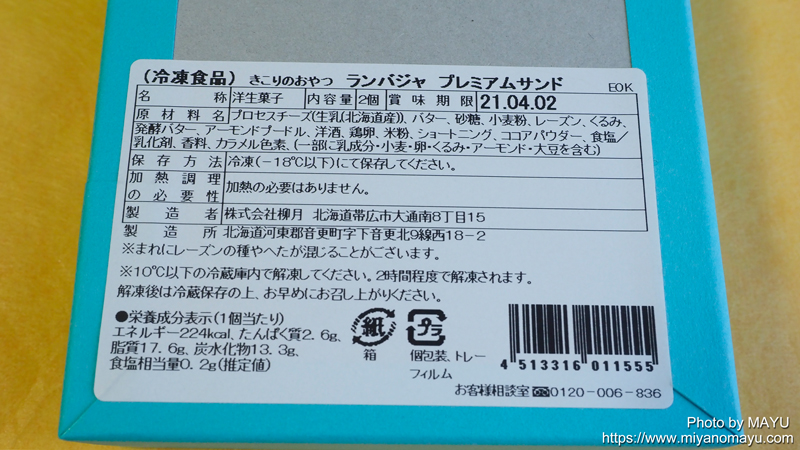 (冷凍食品) きこりのおやつ ランバジャ プレミアムサンド EOK
名称 洋生菓子 内容量 2個 賞味期限 21.04.02
原材料名 プロセスチーズ(生乳(北海道産))、バター、砂糖、小麦粉、レーズン、くるみ、
発酵バター、アーモンドプードル、洋酒、鶏卵、米粉、ショートニング、ココアパウダー、食塩/
乳化剤、香料、カラメル色素、(一部に乳成分・小麦・卵・くるみ・アーモンド・大豆を含む)
保存方法 冷凍(-18℃以下)にて保存してください。
加熱調理の必要性 加熱の必要はありません。
製造者 株式会社柳月 北海道帯広市大通南8丁目15
製造所 北海道河東郡音更町字下音更北9線西18-2
※まれにレーズンの種やへたが混じることがございます。
※10℃以下の冷蔵庫内で解凍してください。2時間程度で解凍されます。
解凍後は冷蔵保存の上、お早めにお召し上がりください。
●栄養成分表示(1個当たり)
エネルギー224kcal、たんぱく質2.6g、
脂質17.6g、炭水化物13.3g、
食塩相当量0.2g(推定値)
紙
箱
プラ
個包装、トレー
フィルム
4 513316 011555
お客様相談室☎0120-006-836
Photo by MAYU
https://www.miyanomayu.com/